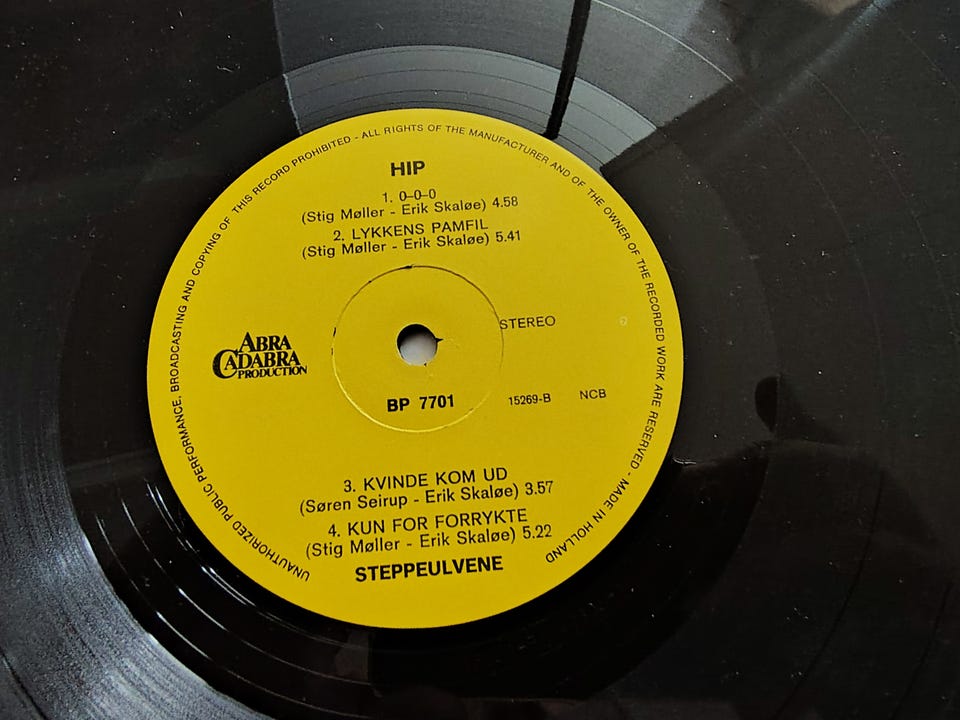 UNAUTHORIZED PUBLIC PERFORMANCE, BROADCASTING AND COPYING OF THIS RECORD PROHIBITED - ALL RIGHTS OF THE MANUFACTURER AND OF THE OWNER OF THE RECORDED WORK ARE RESERVED - MADE IN HOLLAND
HIP
1. 0-0-0
(Stig Møller - Erik Skaløe) 4.58
2. LYKKENS PAMFIL
(Stig Møller - Erik Skaløe) 5.41
STEREO
ABRA
CADABRA
PRODUCTION
BP 7701
15269-B
NCB
3. KVINDE KOM UD
(Søren Seirup - Erik Skaløe) 3.57
4. KUN FOR FORRYKTE
(Stig Møller - Erik Skaløe) 5.22
STEPPEULVENE